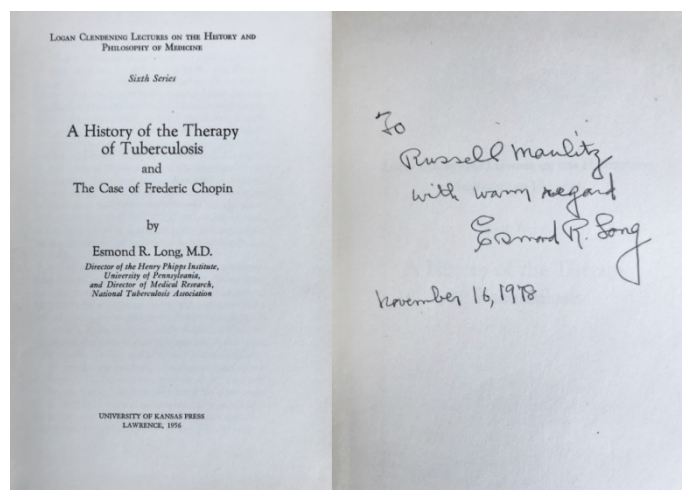 Logan Clendening Lectures on the History and
Philosophy of Medicine
Sixth Series
A History of the Therapy
of Tuberculosis
and
The Case of Frederic Chopin
by
Esmond R. Long, M.D.
Director of the Henry Phipps Institute,
University of Pennsylvania,
and Director of Medical Research,
National Tuberculosis Association
UNIVERSITY OF KANSAS PRESS
LAWRENCE, 1956
To
Russell Maulitz
with warm regard
Esmond R. Long
November 16, 1978